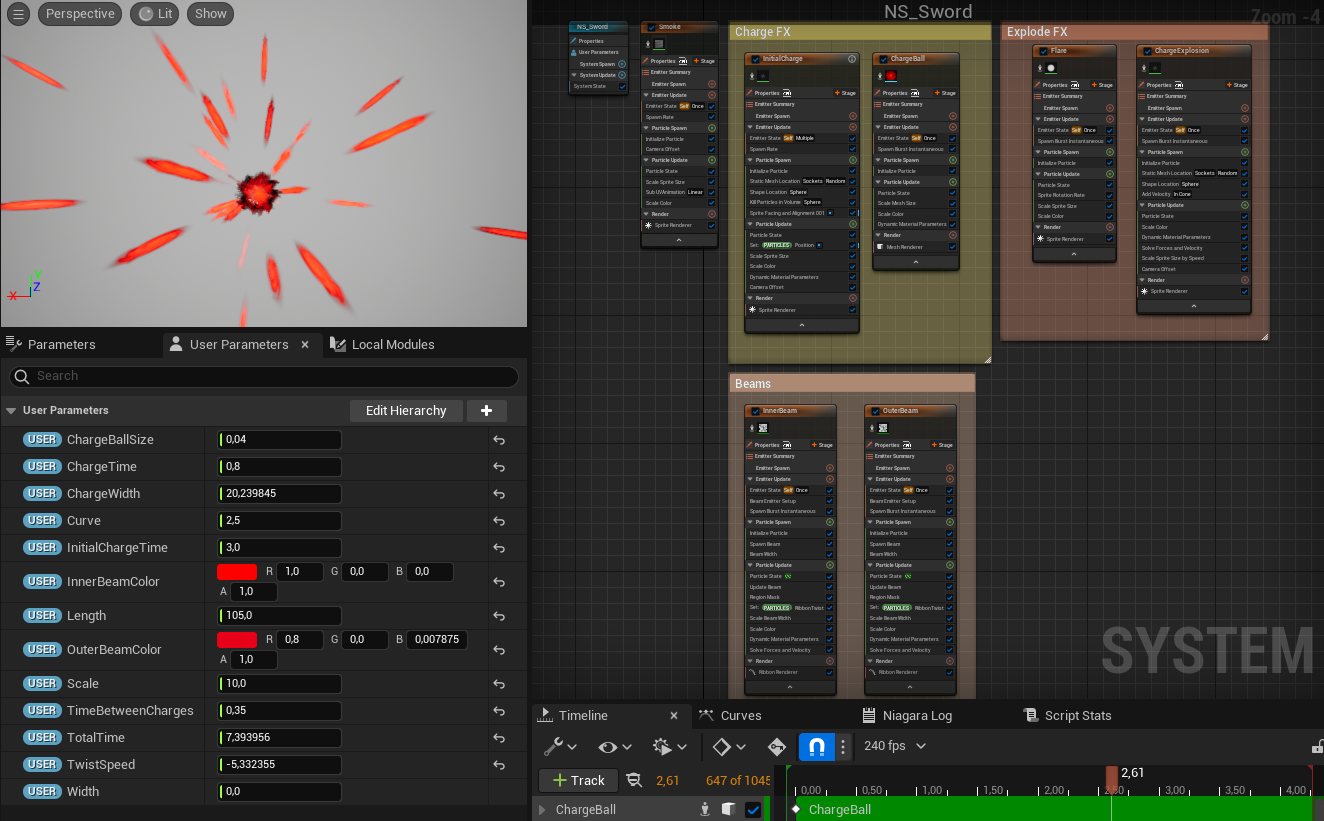 Perspective
Lit
Show
X
Y
Z
Parameters
User Parameters
Local Modules
Search
User Parameters
Edit Hierarchy
USER ChargeBallSize 0,04
USER ChargeTime 0,8
USER ChargeWidth 20,239845
USER Curve 2,5
USER InitialChargeTime 3,0
USER InnerBeamColor R 1,0 G 0,0 B 0,0
A 1,0
USER Length 105,0
USER OuterBeamColor R 0,8 G 0,0 B 0,007875
A 1,0
USER Scale 10,0
USER TimeBetweenCharges 0,35
USER TotalTime 7,393956
USER TwistSpeed -5,332355
USER Width 0,0
NS_Sword
Zoom -4
NS_Sword
Properties
User Parameters
System Spawn
System Update
System State
Smoke
Properties Stage
Emitter Summary
Emitter Spawn
Emitter Update
Emitter State Self Once
Spawn Rate
Particle Spawn
Initialize Particle
Camera Offset
Particle Update
Particle State
Scale Sprite Size
Sub UVAnimation Linear
Scale Color
Render
Sprite Renderer
Charge FX
InitialCharge
Properties Stage
Emitter Summary
Emitter Spawn
Emitter Update
Emitter State Self Multiple
Spawn Rate
Particle Spawn
Initialize Particle
Static Mesh Location Sockets Random
Shape Location Sphere
Kill Particles in Volume Sphere
Sprite Facing and Alignment 001
Particle Update
Particle State
Set: PARTICLES Position
Scale Sprite Size
Scale Color
Dynamic Material Parameters
Camera Offset
Render
Sprite Renderer
ChargeBall
Properties Stage
Emitter Summary
Emitter Spawn
Emitter Update
Emitter State Self Once
Spawn Burst Instantaneous
Particle Spawn
Initialize Particle
Particle Update
Particle State
Scale Mesh Size
Scale Color
Dynamic Material Parameters
Render
Mesh Renderer
Explode FX
Flare
Properties Stage
Emitter Summary
Emitter Spawn
Emitter Update
Emitter State Self Once
Spawn Burst Instantaneous
Particle Spawn
Initialize Particle
Particle Update
Particle State
Sprite Rotation Rate
Scale Sprite Size
Scale Color
Render
Sprite Renderer
ChargeExplosion
Properties Stage
Emitter Summary
Emitter Spawn
Emitter Update
Emitter State Self Once
Spawn Burst Instantaneous
Particle Spawn
Initialize Particle
Static Mesh Location Sockets Random
Shape Location Sphere
Add Velocity In Cone
Particle Update
Particle State
Scale Color
Dynamic Material Parameters
Solve Forces and Velocity
Scale Sprite Size by Speed
Camera Offset
Render
Sprite Renderer
Beams
InnerBeam
Properties Stage
Emitter Summary
Emitter Spawn
Emitter Update
Emitter State Self Once
Beam Emitter Setup
Spawn Burst Instantaneous
Particle Spawn
Initialize Particle
Spawn Beam
Beam Width
Particle Update
Particle State
Update Beam
Region Mask
Set: PARTICLES RibbonTwist
Scale Beam Width
Scale Color
Dynamic Material Parameters
Solve Forces and Velocity
Render
Ribbon Renderer
OuterBeam
Properties Stage
Emitter Summary
Emitter Spawn
Emitter Update
Emitter State Self Once
Beam Emitter Setup
Spawn Burst Instantaneous
Particle Spawn
Initialize Particle
Spawn Beam
Beam Width
Particle Update
Particle State
Update Beam
Region Mask
Set: PARTICLES RibbonTwist
Scale Beam Width
Scale Color
Dynamic Material Parameters
Solve Forces and Velocity
Render
Ribbon Renderer
SYSTEM
Timeline
Curves
Niagara Log
Script Stats
240 fps
Track
2,61
647 of 1045
2,61
0,00 0,50 1,00 1,50 2,00 2,50 3,00 3,50 4,00
ChargeBall
ChargeBall